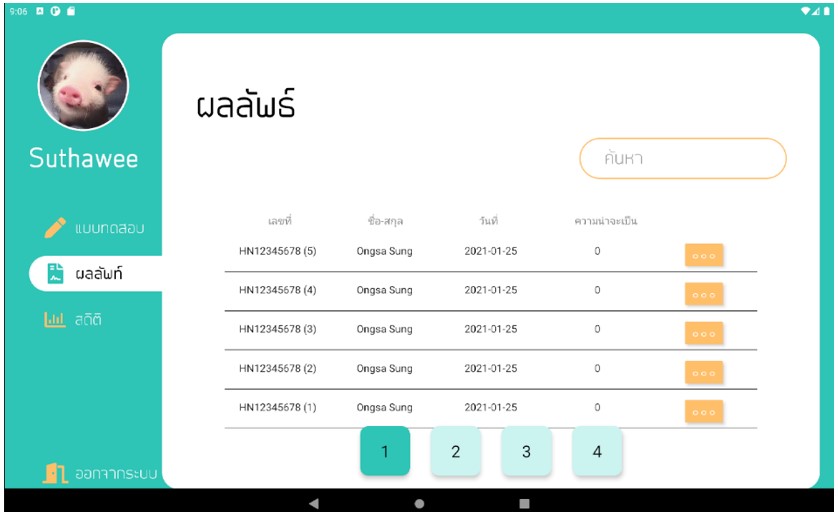 9:06
Suthawee
แบบทดสอบ
ผลลัพท์
สถิติ
ออกจากระบบ
ผลลัพธ์
ค้นหา
เลขที่ ชื่อ-สกุล วันที่ ความน่าจะเป็น
HN12345678 (5) Ongsa Sung 2021-01-25 0
HN12345678 (4) Ongsa Sung 2021-01-25 0
HN12345678 (3) Ongsa Sung 2021-01-25 0
HN12345678 (2) Ongsa Sung 2021-01-25 0
HN12345678 (1) Ongsa Sung 2021-01-25 0
1 2 3 4